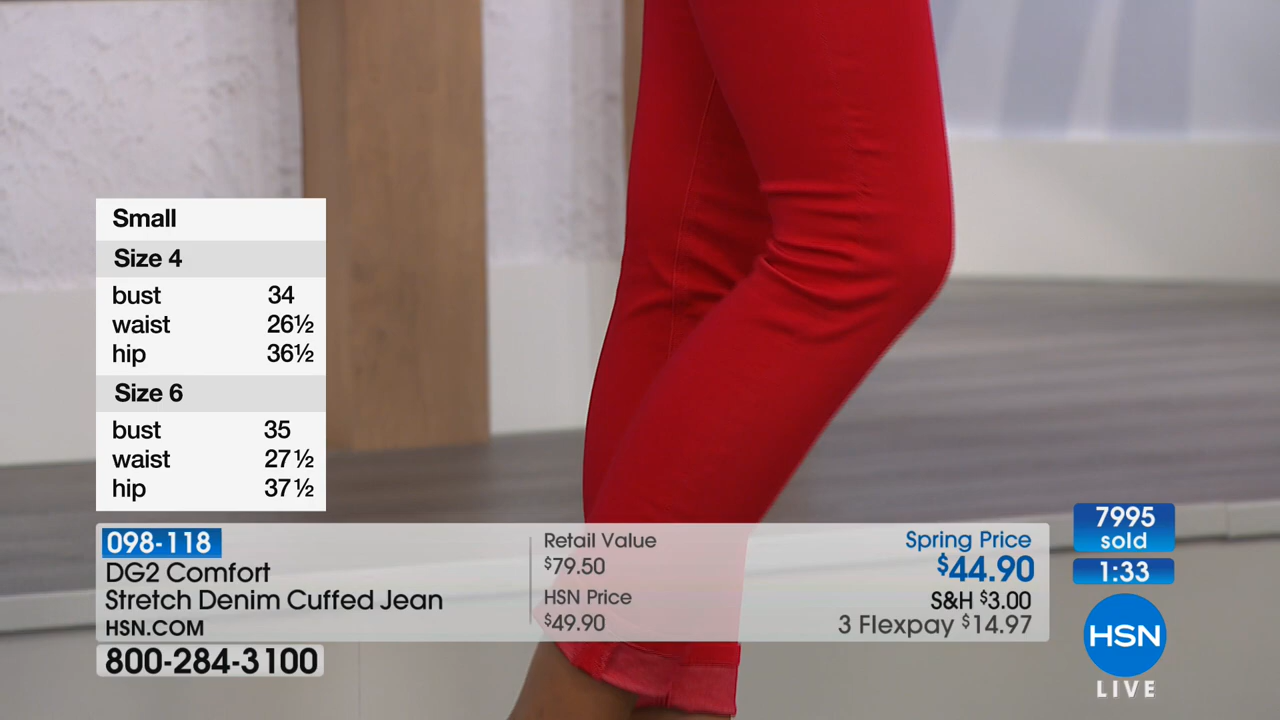 Small
Size 4
bust 34
waist 26½
hip 36½
Size 6
bust 35
waist 27½
hip 37½
098-118
DG2 Comfort
Stretch Denim Cuffed Jean
HSN.COM
800-284-3100
Retail Value
$79.50
HSN Price
$49.90
Spring Price
$44.90
S&H $3.00
3 Flexpay $14.97
7995
sold
1:33
HSN
LIVE